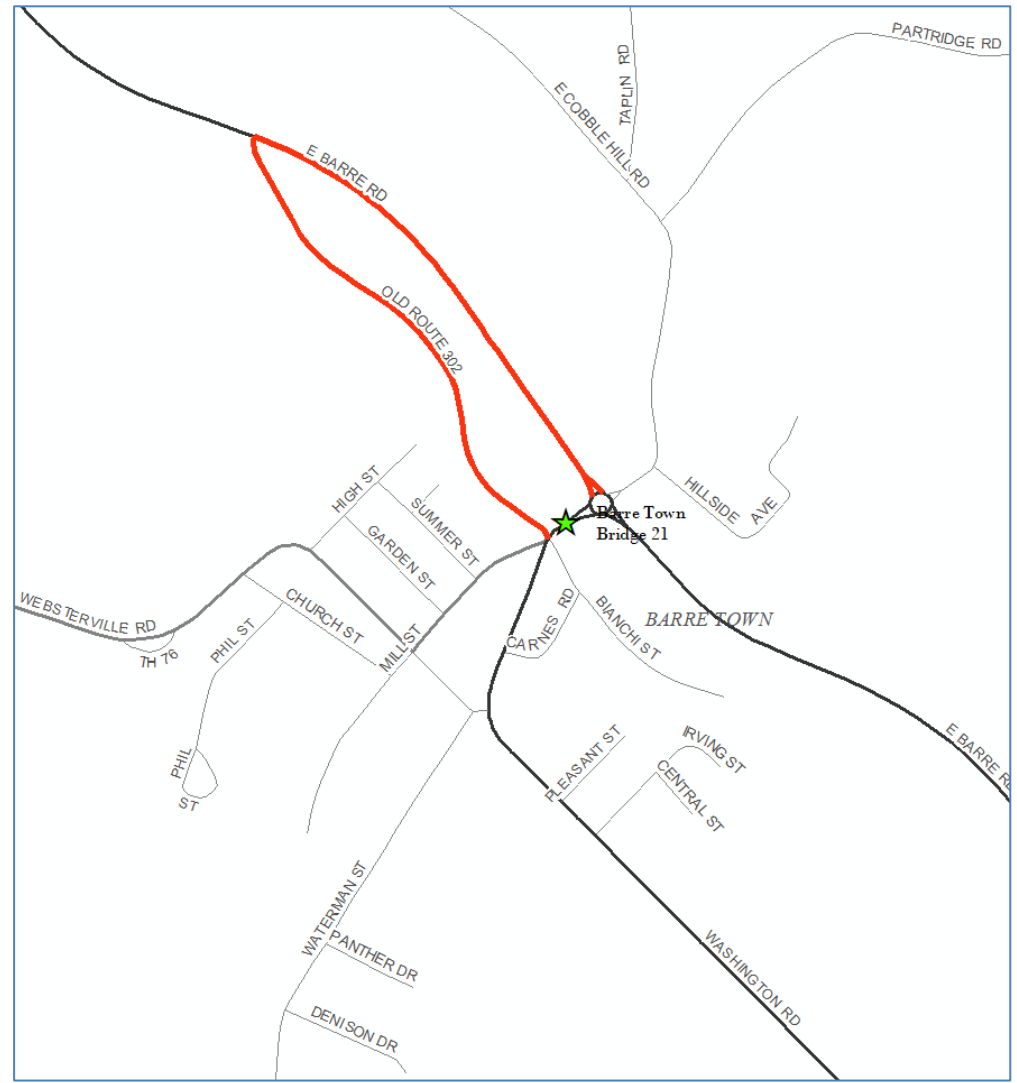 PARTRIDGE RD
TAPLIN RD
E COBBLE HILL RD
E BARRE RD
OLD ROUTE 302
HIGH ST
SUMMER ST
GARDEN ST
HILLSIDE AVE
Barre Town
Bridge 21
WEBSTERVILLE RD
TH 76
PHIL ST
CHURCH ST
MILL ST
CARNES RD
BIANCHI ST
BARRE TOWN
PHIL
ST
PLEASANT ST
IRVING ST
CENTRAL ST
E BARRE RD
WATERMAN ST
PANTHER DR
DENISON DR
WASHINGTON RD